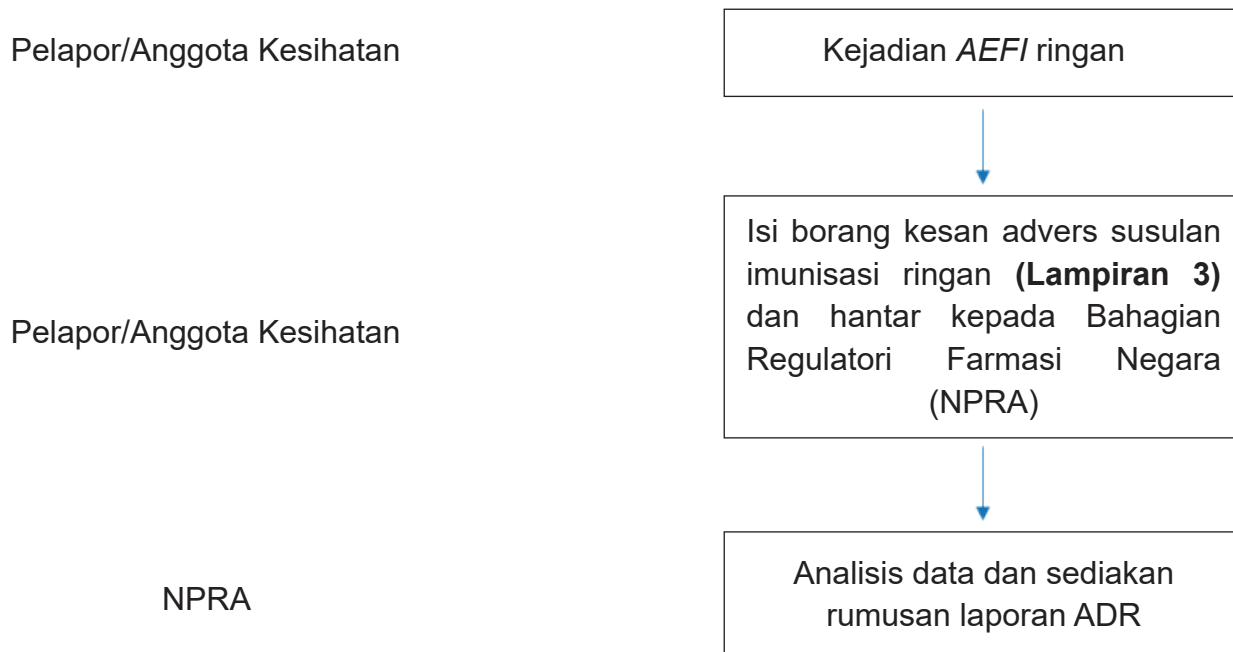 Pelapor/Anggota Kesihatan
Kejadian AEFI ringan
Pelapor/Anggota Kesihatan
Isi borang kesan advers susulan
imunisasi ringan (Lampiran 3)
dan hantar kepada Bahagian
Regulatori Farmasi Negara
(NPRA)
NPRA
Analisis data dan sediakan
rumusan laporan ADR